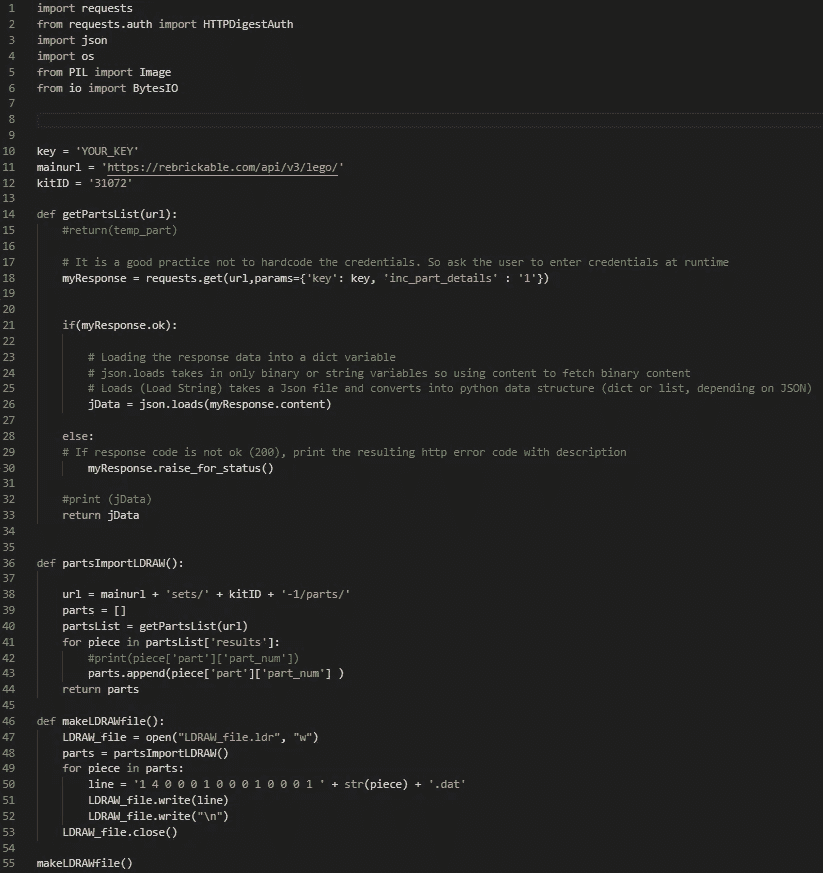 1 import requests
2 from requests.auth import HTTPDigestAuth
3 import json
4 import os
5 from PIL import Image
6 from io import BytesIO
7
8
9
10 key = 'YOUR_KEY'
11 mainurl = 'https://rebrickable.com/api/v3/lego/'
12 kitID = '31072'
13
14 def getPartsList(url):
15     #return(temp_part)
16
17     # It is a good practice not to hardcode the credentials. So ask the user to enter credentials at runtime
18     myResponse = requests.get(url,params={'key': key, 'inc_part_details' : '1'})
19
20
21     if(myResponse.ok):
22
23         # Loading the response data into a dict variable
24         # json.loads takes in only binary or string variables so using content to fetch binary content
25         # Loads (Load String) takes a Json file and converts into python data structure (dict or list, depending on JSON)
26         jData = json.loads(myResponse.content)
27
28     else:
29     # If response code is not ok (200), print the resulting http error code with description
30         myResponse.raise_for_status()
31
32     #print (jData)
33     return jData
34
35
36 def partsImportLDRAW():
37
38     url = mainurl + 'sets/' + kitID + '-1/parts/'
39     parts = []
40     partsList = getPartsList(url)
41     for piece in partsList['results']:
42         #print(piece['part']['part_num'])
43         parts.append(piece['part']['part_num'] )
44     return parts
45
46 def makeLDRAWfile():
47     LDRAW_file = open("LDRAW_file.ldr", "w")
48     parts = partsImportLDRAW()
49     for piece in parts:
50         line = '1 4 0 0 0 1 0 0 0 1 0 0 0 1 ' + str(piece) + '.dat'
51         LDRAW_file.write(line)
52         LDRAW_file.write("\n")
53     LDRAW_file.close()
54
55 makeLDRAWfile()